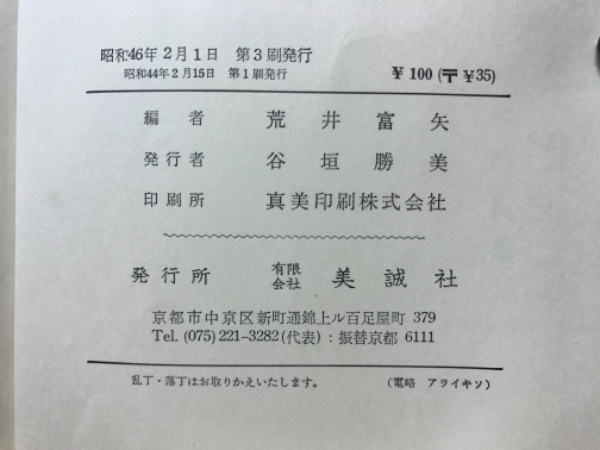 昭和46年2月1日 第3刷発行
昭和44年2月15日 第1刷発行 ¥100(〒¥35)
編者 荒井富矢
発行者 谷垣勝美
印刷所 真美印刷株式会社
発行所 有限会社 美誠社
京都市中京区新町通錦上ル百足屋町 379
Tel. (075) 221-3282(代表):振替京都 6111
乱丁・落丁はお取りかえいたします。 (電略 アライキソ)